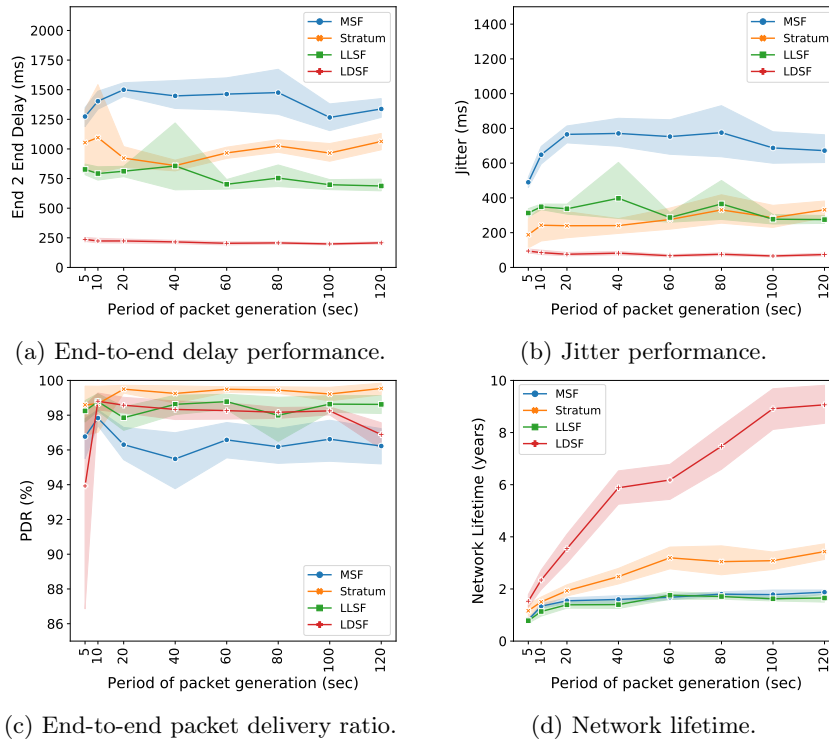 2000
1750
1500
1250
1000
750
500
250
0
End 2 End Delay (ms)
MSF
Stratum
LLSF
LDSF
5
10
20
40
60
80
100
120
Period of packet generation (sec)
(a) End-to-end delay performance.
1400
1200
1000
800
600
400
200
0
Jitter (ms)
MSF
Stratum
LLSF
LDSF
5
10
20
40
60
80
100
120
Period of packet generation (sec)
(b) Jitter performance.
100
98
96
94
92
90
88
86
PDR (%)
MSF
Stratum
LLSF
LDSF
5
10
20
40
60
80
100
120
Period of packet generation (sec)
(c) End-to-end packet delivery ratio.
10
8
6
4
2
0
Network Lifetime (years)
MSF
Stratum
LLSF
LDSF
5
10
20
40
60
80
100
120
Period of packet generation (sec)
(d) Network lifetime.